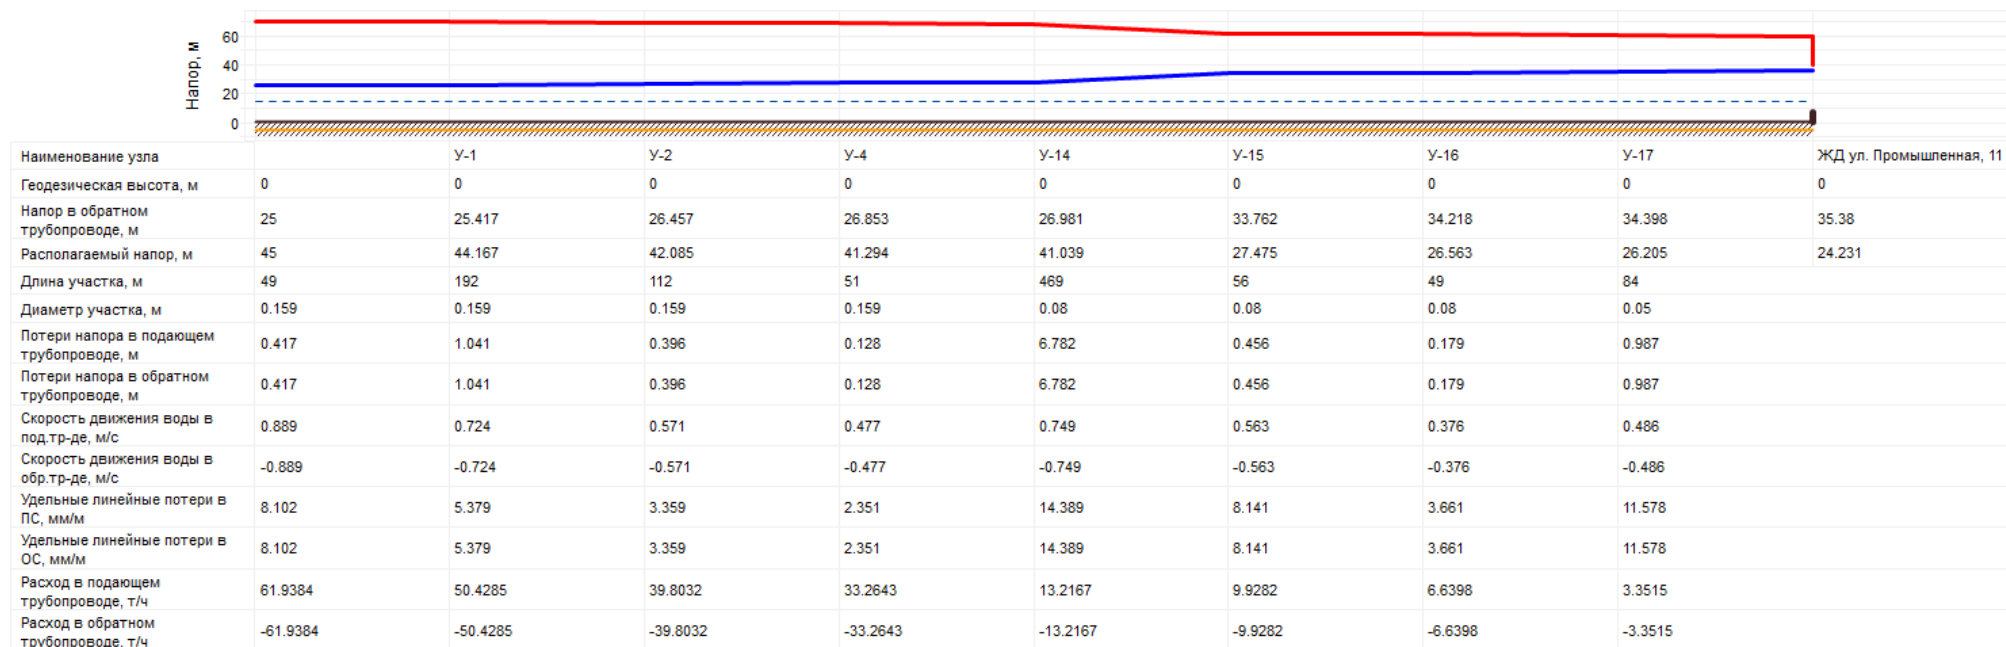 Напор, м
60
40
20
0
Наименование узла У-1 У-2 У-4 У-14 У-15 У-16 У-17 ЖД ул. Промышленная, 11
Геодезическая высота, м 0 0 0 0 0 0 0 0 0
Напор в обратном
трубопроводе, м 25 25.417 26.457 26.853 26.981 33.762 34.218 34.398 35.38
Располагаемый напор, м 45 44.167 42.085 41.294 41.039 27.475 26.563 26.205 24.231
Длина участка, м 49 192 112 51 469 56 49 84
Диаметр участка, м 0.159 0.159 0.159 0.159 0.08 0.08 0.08 0.05
Потери напора в подающем
трубопроводе, м 0.417 1.041 0.396 0.128 6.782 0.456 0.179 0.987
Потери напора в обратном
трубопроводе, м 0.417 1.041 0.396 0.128 6.782 0.456 0.179 0.987
Скорость движения воды в
под.тр-де, м/с 0.889 0.724 0.571 0.477 0.749 0.563 0.376 0.486
Скорость движения воды в
обр.тр-де, м/с -0.889 -0.724 -0.571 -0.477 -0.749 -0.563 -0.376 -0.486
Удельные линейные потери в
ПС, мм/м 8.102 5.379 3.359 2.351 14.389 8.141 3.661 11.578
Удельные линейные потери в
ОС, мм/м 8.102 5.379 3.359 2.351 14.389 8.141 3.661 11.578
Расход в подающем
трубопроводе, т/ч 61.9384 50.4285 39.8032 33.2643 13.2167 9.9282 6.6398 3.3515
Расход в обратном
трубопроводе, т/ч -61.9384 -50.4285 -39.8032 -33.2643 -13.2167 -9.9282 -6.6398 -3.3515